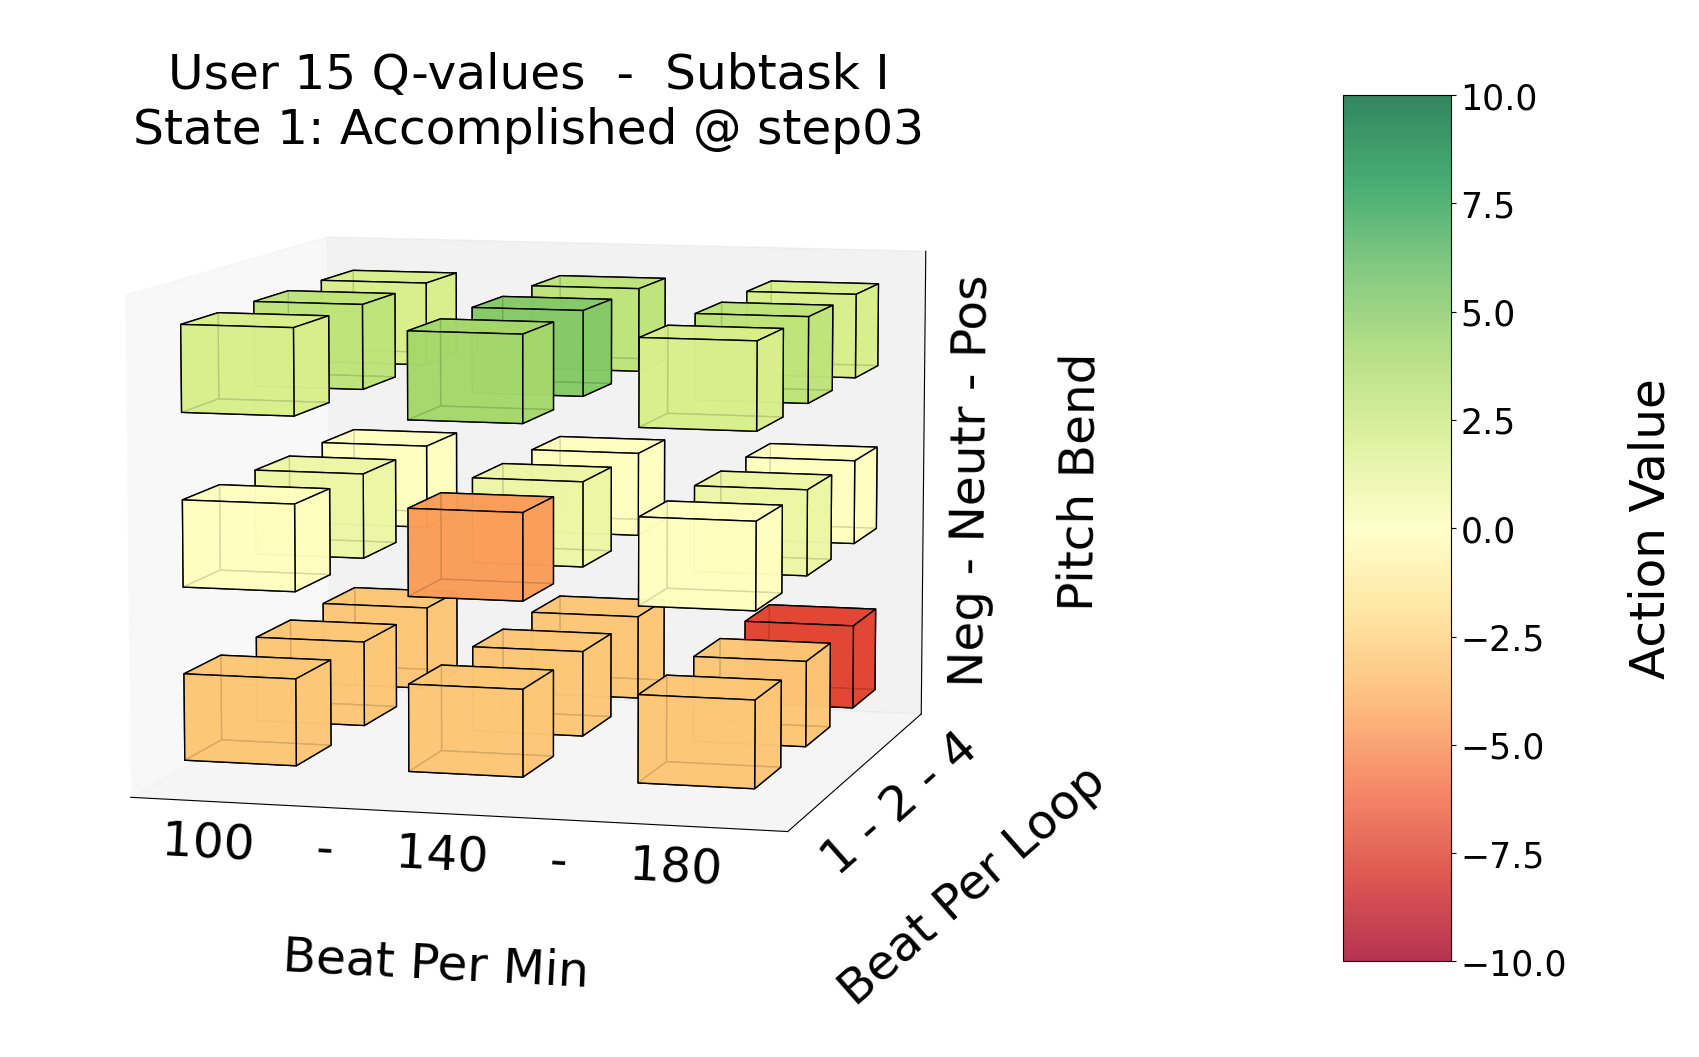 User 15 Q-values  -  Subtask I
State 1: Accomplished @ step03
Neg - Neutr - Pos
Pitch Bend
1 - 2 - 4
Beat Per Loop
100    -    140    -    180
Beat Per Min
10.0
7.5
5.0
2.5
0.0
−2.5
−5.0
−7.5
−10.0
Action Value